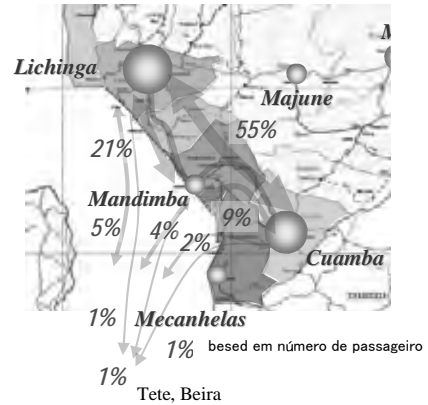 Lichinga
Majune
M
55%
21%
Mandimba
5%
4%
2%
9%
Cuamba
1%
Mecanhelas
1%
besed em número de passageiro
1%
Tete, Beira